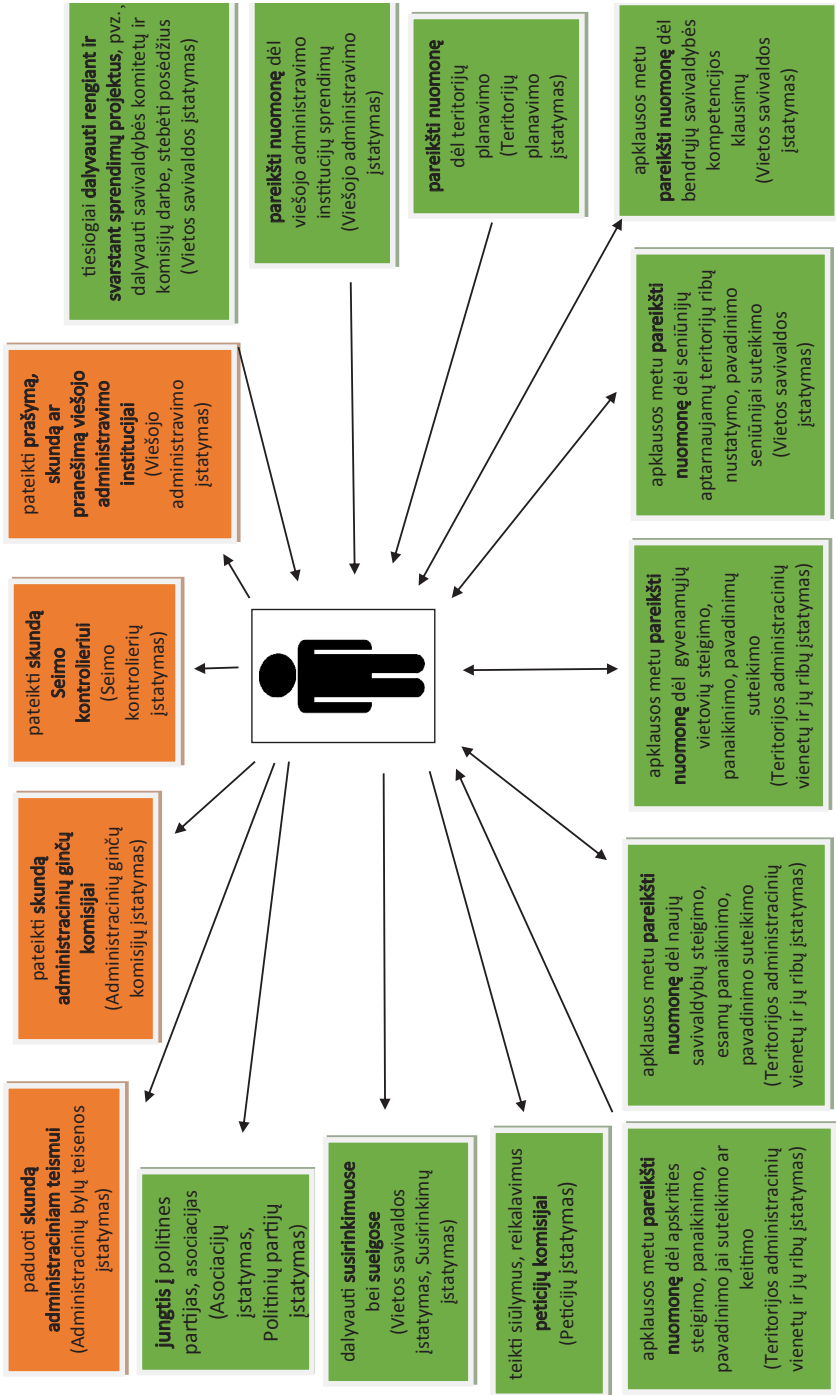 paduoti skundą
administraciniam teismui
(Administracinių bylų teisenos
įstatymas)
pateikti skundą
administracinių ginčų
komisijai
(Administracinių ginčų
komisijų įstatymas)
pateikti skundą
Seimo
kontrolieriui
(Seimo
kontrolierių
įstatymas)
pateikti prašymą,
skundą ar
pranešimą viešojo
administravimo
institucijai
(Viešojo
administravimo
įstatymas)
tiesiogiai dalyvauti rengiant ir
svarstant sprendimų projektus, pvz.,
dalyvauti savivaldybės komitetų ir
komisijų darbe, stebėti posėdžius
(Vietos savivaldos įstatymas)
jungtis į politines
partijas, asociacijas
(Asociacijų
įstatymas,
Politinių partijų
įstatymas)
pareikšti nuomonę dėl
viešojo administravimo
institucijų sprendimų
(Viešojo administravimo
įstatymas)
dalyvauti susirinkimuose
bei sueigose
(Vietos savivaldos
įstatymas, Susirinkimų
įstatymas)
pareikšti nuomonę
dėl teritorijų
planavimo
(Teritorijų
planavimo
įstatymas)
teikti siūlymus, reikalavimus
peticijų komisijai
(Peticijų įstatymas)
apklausos metu pareikšti
nuomonę dėl apskrities
steigimo, panaikinimo,
pavadinimo jai suteikimo ar
keitimo
(Teritorijos administracinių
vienetų ir jų ribų įstatymas)
apklausos metu pareikšti
nuomonę dėl naujų
savivaldybių steigimo,
esamų panaikinimo,
pavadinimo suteikimo
(Teritorijos administracinių
vienetų ir jų ribų įstatymas)
apklausos metu pareikšti
nuomonę dėl gyvenamųjų
vietovių steigimo,
panaikinimo, pavadinimų
suteikimo
(Teritorijos administracinių
vienetų ir jų ribų įstatymas)
apklausos metu pareikšti
nuomonę dėl seniūnijų
aptarnaujamų teritorijų ribų
nustatymo, pavadinimo
seniūnijai suteikimo
(Vietos savivaldos
įstatymas)
apklausos metu
pareikšti nuomonę dėl
bendrųjų savivaldybės
kompetencijos
klausimų
(Vietos savivaldos
įstatymas)